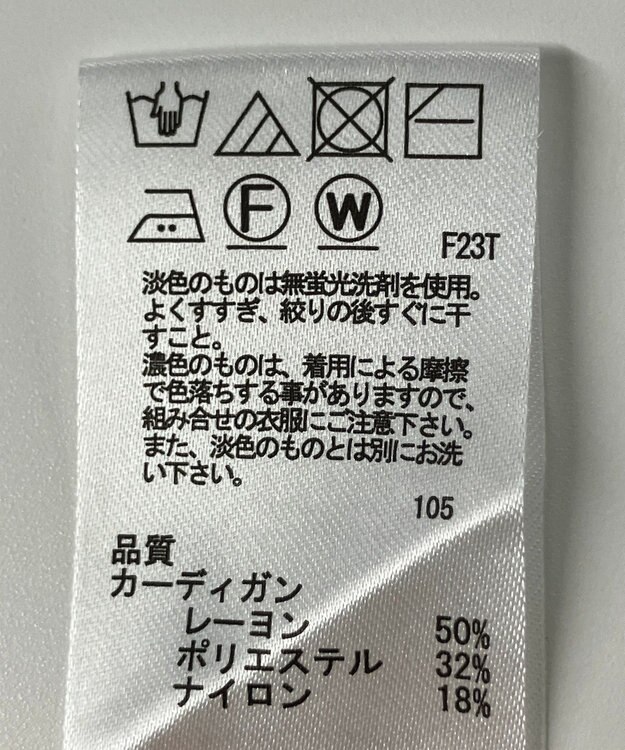 F W F23T
淡色のものは無蛍光洗剤を使用。
よくすすぎ、絞りの後すぐに干
すこと。
濃色のものは、着用による摩擦
で色落ちする事がありますので、
組み合せの衣服にご注意下さい。
また、淡色のものとは別にお洗
い下さい。
105
品質
カーディガン
レーヨン 50%
ポリエステル 32%
ナイロン 18%